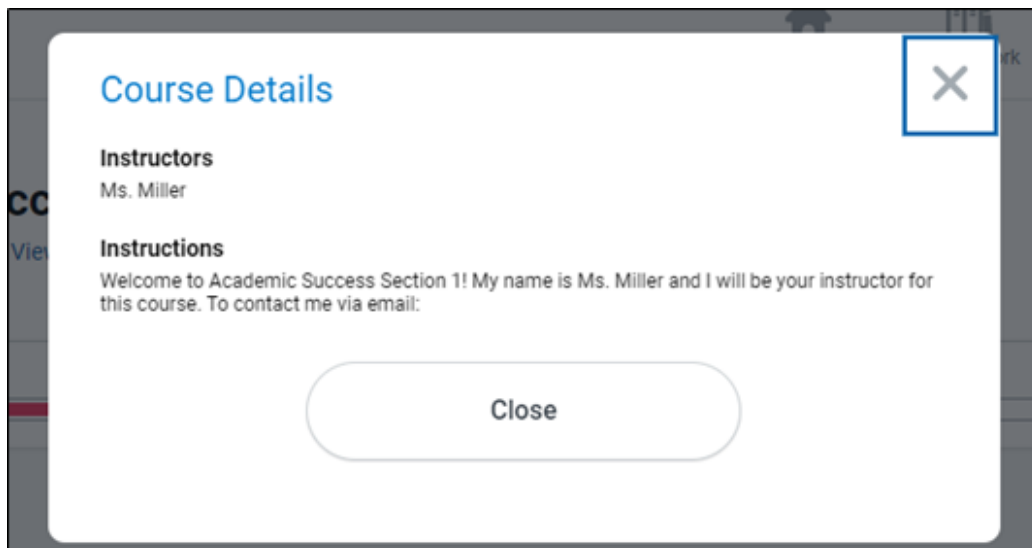 Course Details
Instructors
Ms. Miller
Instructions
Welcome to Academic Success Section 1! My name is Ms. Miller and I will be your instructor for
this course. To contact me via email:
Close